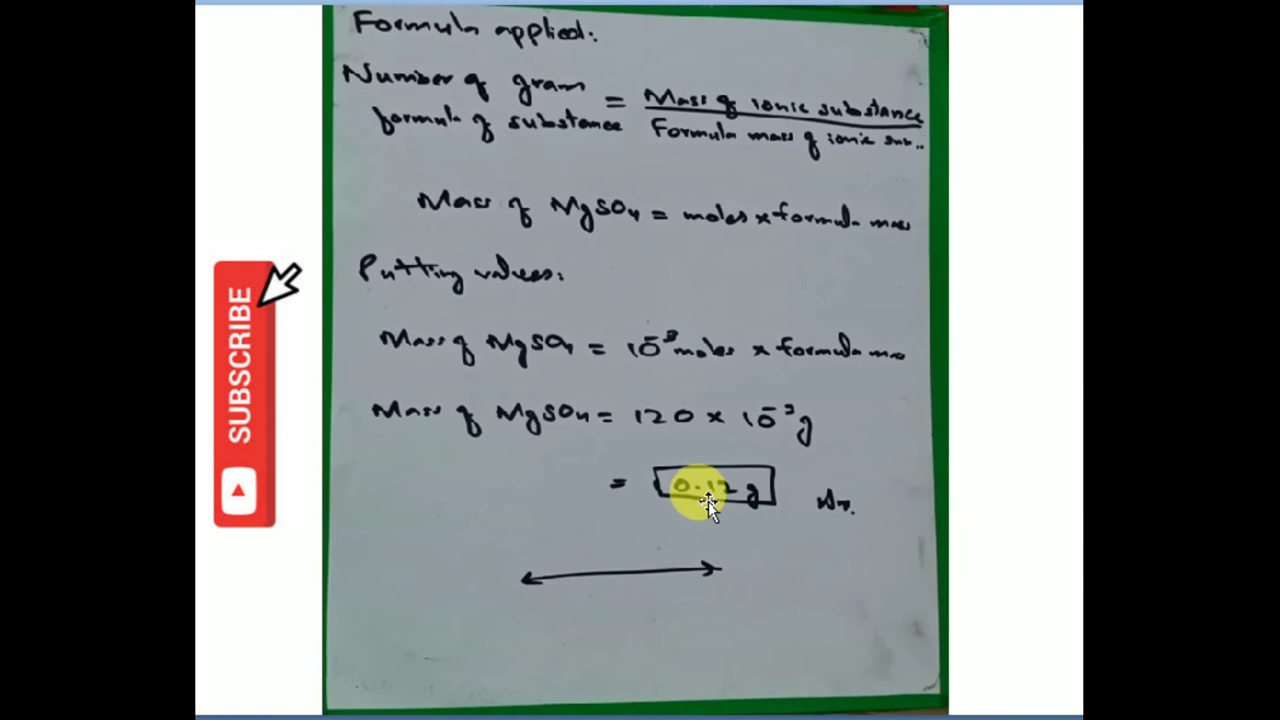 Formula applied:
Number of gram
formula of substance = Mass of ionic substance
Formula mass of ionic sub..
Mass of MgSO4 = moles x formula mass
Putting values:
Mass of MgSO4 = 10⁻³ moles x formula mass
Mass of MgSO4 = 120 x 10⁻³ g
= 0.12 g Ans.
SUBSCRIBE